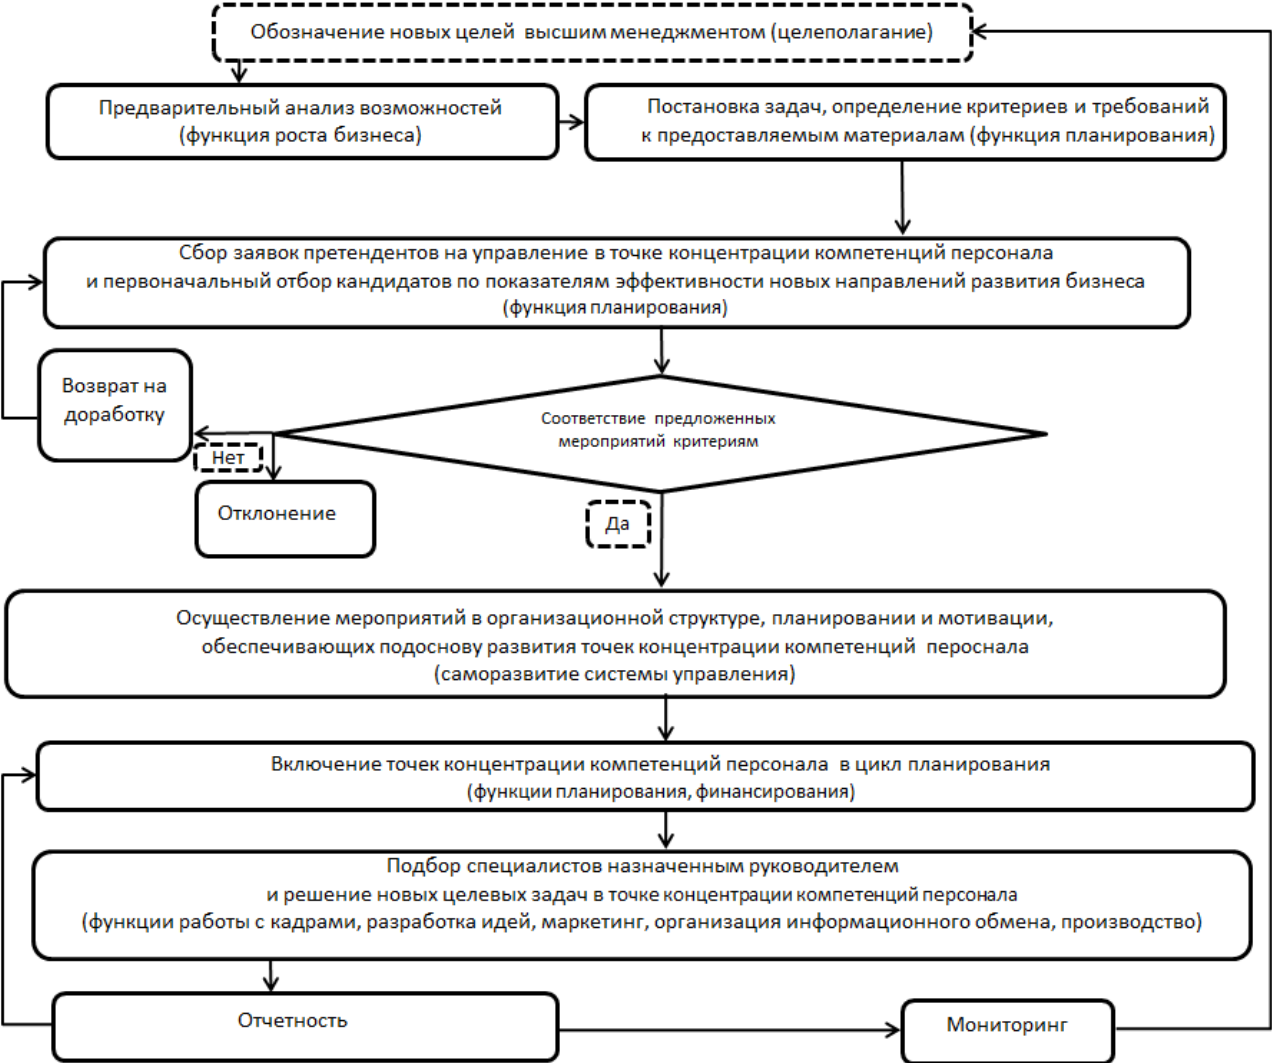 Обозначение новых целей высшим менеджментом (целеполагание)
Предварительный анализ возможностей
(функция роста бизнеса)
Постановка задач, определение критериев и требований
к предоставляемым материалам (функция планирования)
Сбор заявок претендентов на управление в точке концентрации компетенций персонала
и первоначальный отбор кандидатов по показателям эффективности новых направлений развития бизнеса
(функция планирования)
Возврат на
доработку
Соответствие предложенных
мероприятий критериям
Нет
Отклонение
Да
Осуществление мероприятий в организационной структуре, планировании и мотивации,
обеспечивающих подоснову развития точек концентрации компетенций пероснала
(саморазвитие системы управления)
Включение точек концентрации компетенций персонала в цикл планирования
(функции планирования, финансирования)
Подбор специалистов назначенным руководителем
и решение новых целевых задач в точке концентрации компетенций персонала
(функции работы с кадрами, разработка идей, маркетинг, организация информационного обмена, производство)
Отчетность
Мониторинг